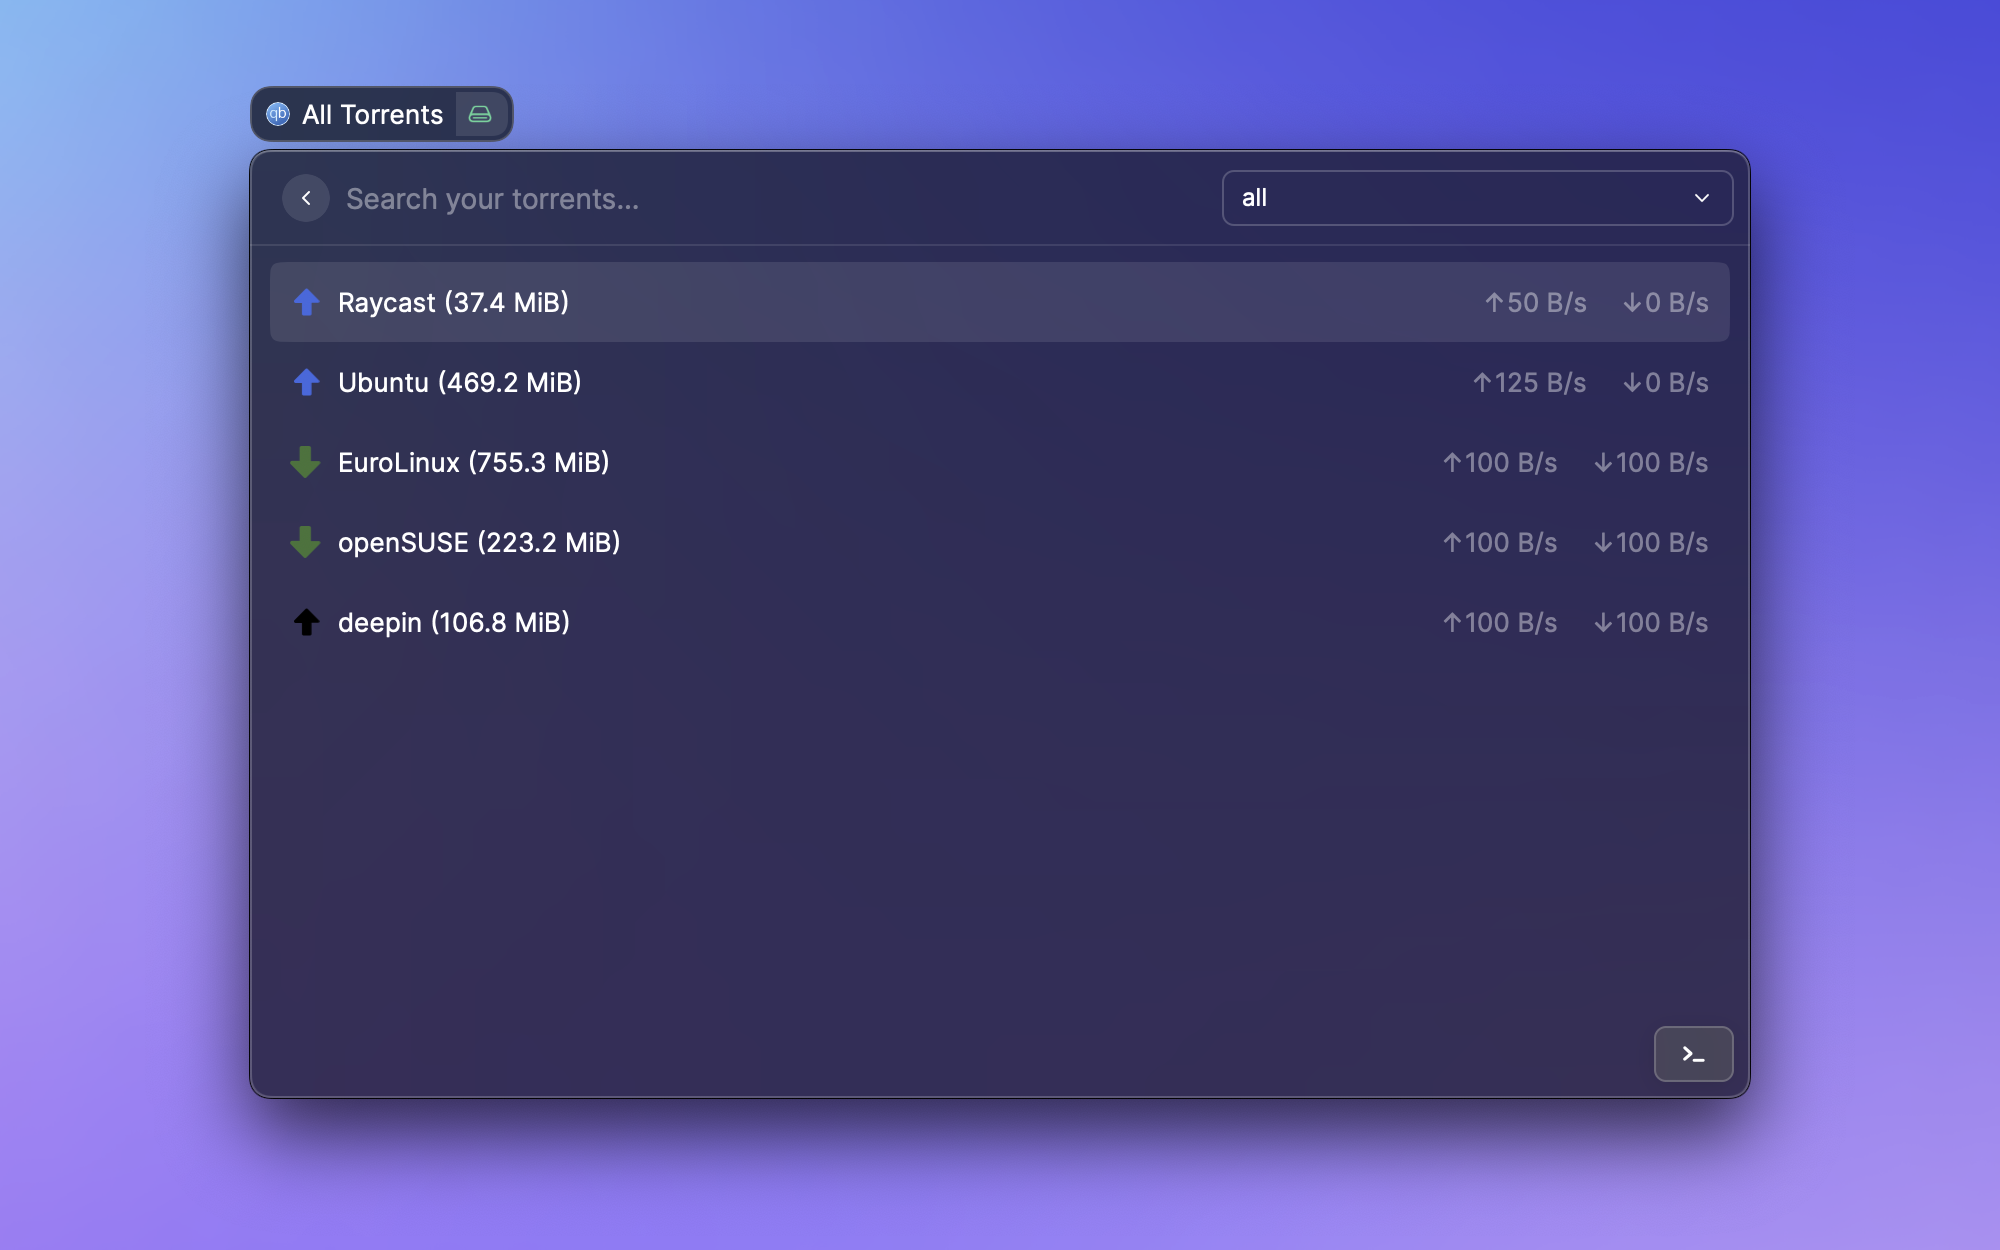 qb All Torrents
Search your torrents... all
Raycast (37.4 MiB) ↑50 B/s ↓0 B/s
Ubuntu (469.2 MiB) ↑125 B/s ↓0 B/s
EuroLinux (755.3 MiB) ↑100 B/s ↓100 B/s
openSUSE (223.2 MiB) ↑100 B/s ↓100 B/s
deepin (106.8 MiB) ↑100 B/s ↓100 B/s